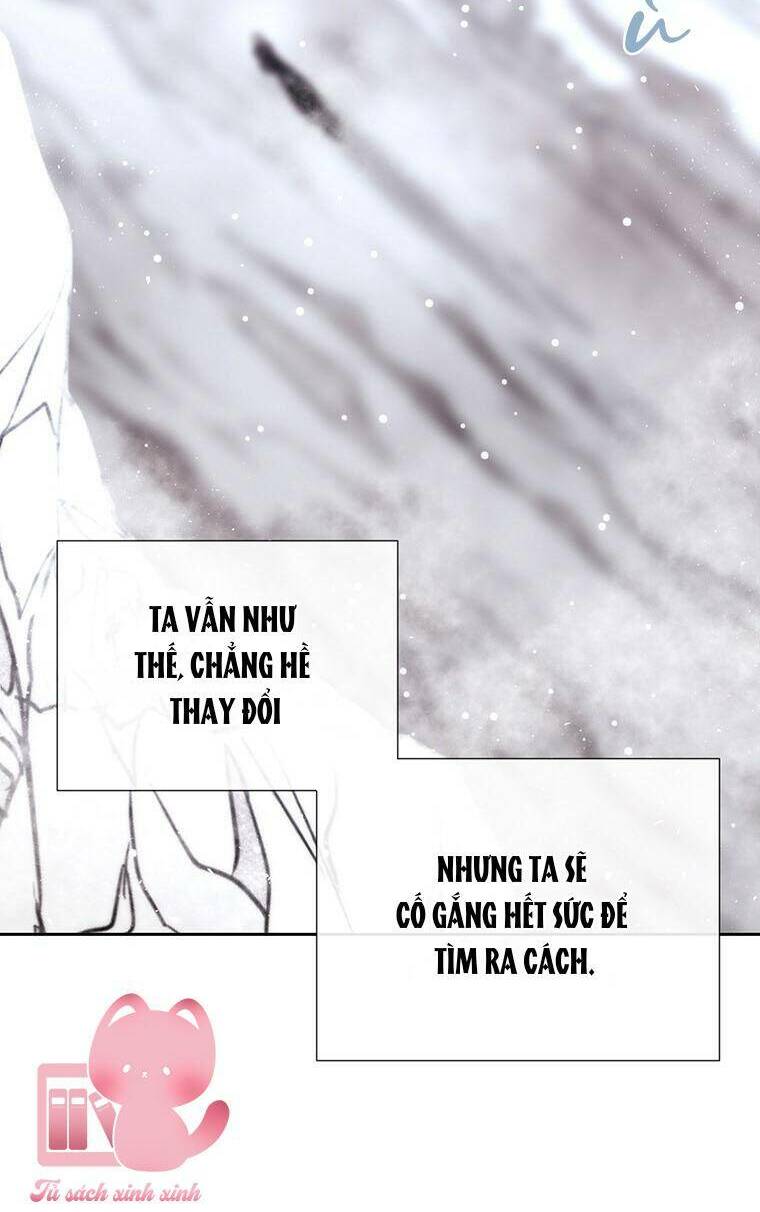 Ù
TA VẪN NHƯ
THẾ, CHẲNG HỀ
THAY ĐỔI
NHƯNG TA SẼ
CỐ GẮNG HẾT SỨC ĐỂ
TÌM RA CÁCH.
Tủ sách xinh xinh